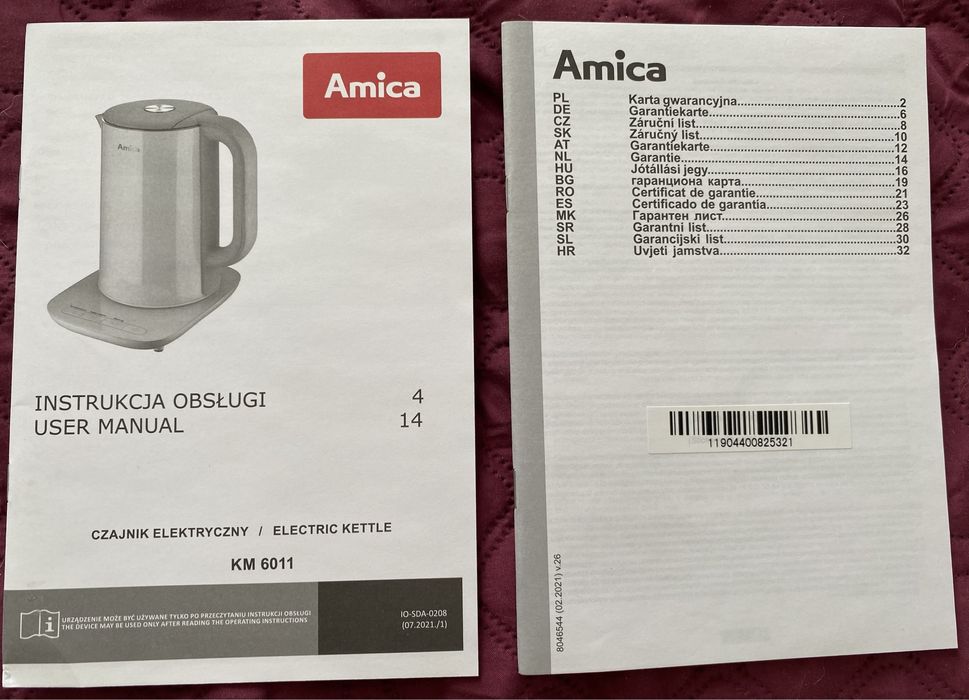 Amica
Amica
INSTRUKCJA OBSŁUGI 4
USER MANUAL 14
CZAJNIK ELEKTRYCZNY / ELECTRIC KETTLE
KM 6011
URZĄDZENIE MOŻE BYĆ UŻYWANE TYLKO PO PRZECZYTANIU INSTRUKCJI OBSŁUGI
THE DEVICE MAY BE USED ONLY AFTER READING THE OPERATING INSTRUCTIONS
IO-SDA-0208
(07.2021./1)
Amica
PL Karta gwarancyjna....................................................2
DE Garantiekarte....................................................6
CZ Záruční list....................................................8
SK Záručný list....................................................10
AT Garantiekarte....................................................12
NL Garantie....................................................14
HU Jótállási jegy....................................................16
BG гаранциона карта....................................................19
RO Certificat de garantie....................................................21
ES Certificado de garantía....................................................23
MK Гарантен лист....................................................26
SR Garantni list....................................................28
SL Garancijski list....................................................30
HR Uvjeti jamstva....................................................32
11904400825321
8046544 (02.2021) v.26